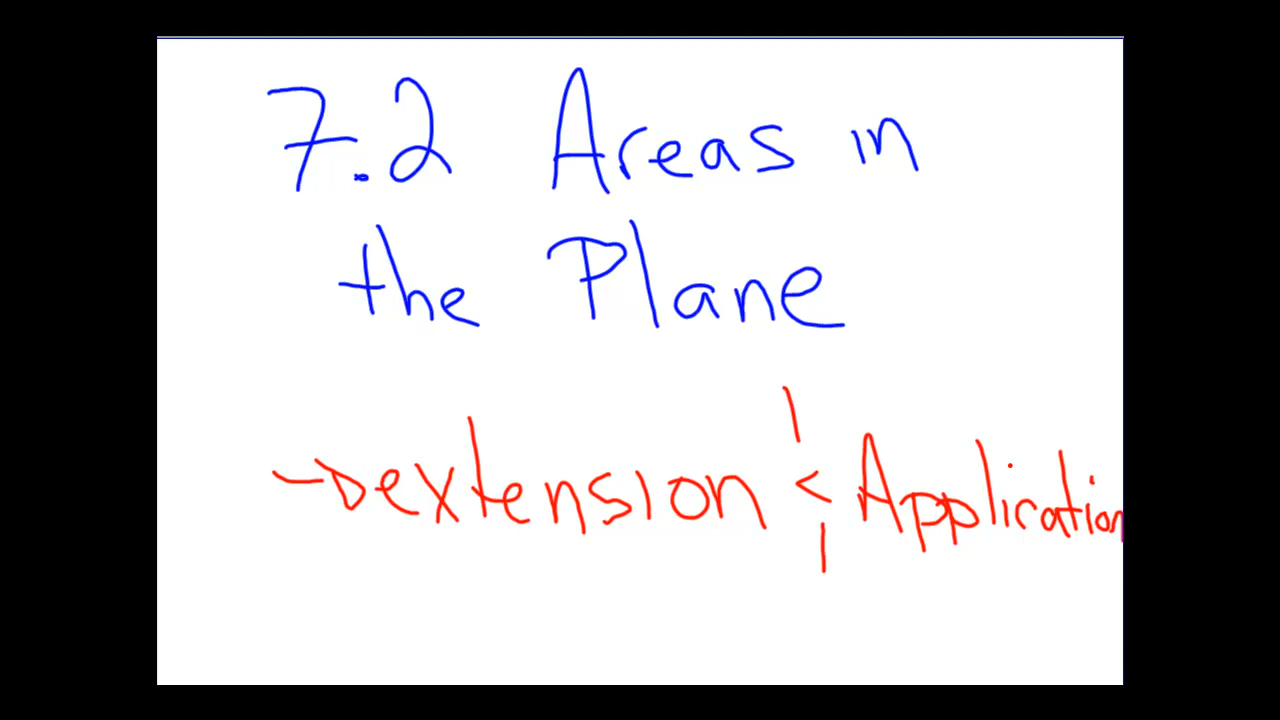 7.2 Areas in
the Plane
→ extension & Application